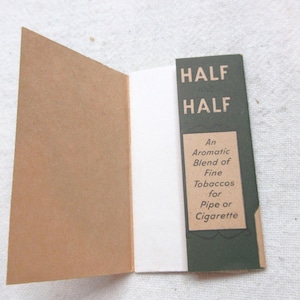 HALF
HALF
An
Aromatic
Blend of
Fine
Tobaccos
for
Pipe or
Cigarette